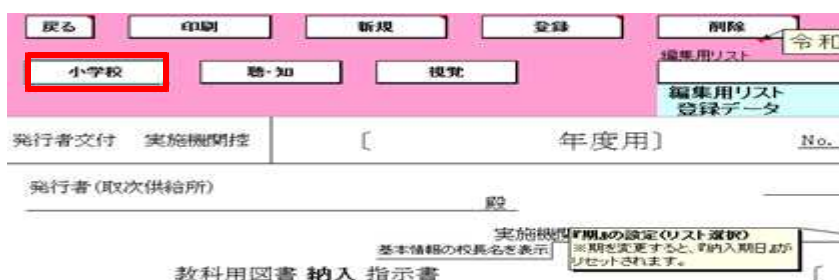 戻る 印刷 新規 登録 削除
令和
編集用リスト
小学校 聴・知 視覚
編集用リスト
登録データ
発行者交付 実施機関控 〔 年度用〕 No.
発行者(取次供給所)
殿
実施機関
『期』の設定(リスト選択)
※期を変更すると、『納入期日』が
リセットされます。
基本情報の校長名を表示
教科用図書 納入 指示書 〔